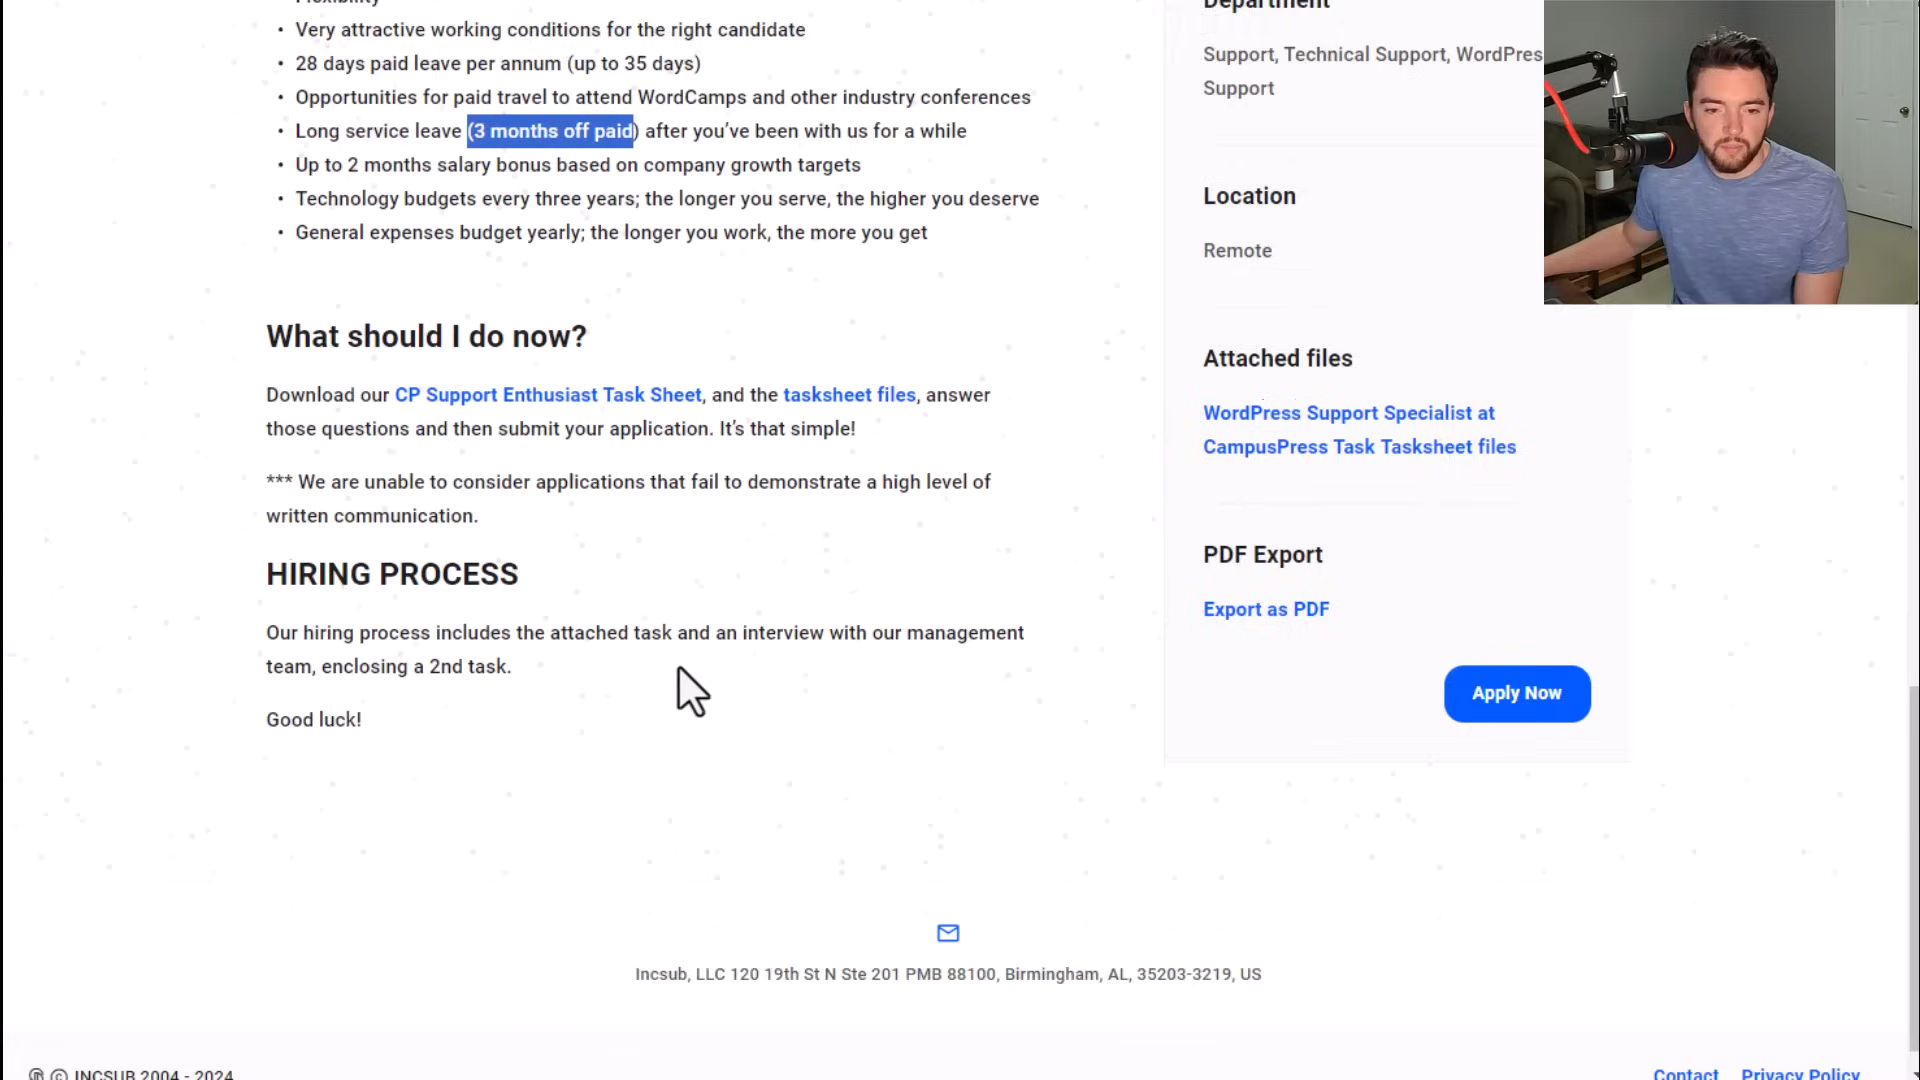 Flexibility
• Very attractive working conditions for the right candidate
• 28 days paid leave per annum (up to 35 days)
• Opportunities for paid travel to attend WordCamps and other industry conferences
• Long service leave (3 months off paid) after you've been with us for a while
• Up to 2 months salary bonus based on company growth targets
• Technology budgets every three years; the longer you serve, the higher you deserve
• General expenses budget yearly; the longer you work, the more you get
What should I do now?
Download our CP Support Enthusiast Task Sheet, and the tasksheet files, answer
those questions and then submit your application. It's that simple!
*** We are unable to consider applications that fail to demonstrate a high level of
written communication.
HIRING PROCESS
Our hiring process includes the attached task and an interview with our management
team, enclosing a 2nd task.
Good luck!
Department
Support, Technical Support, WordPres
Support
Location
Remote
Attached files
WordPress Support Specialist at
CampusPress Task Tasksheet files
PDF Export
Export as PDF
Apply Now
Incsub, LLC 120 19th St N Ste 201 PMB 88100, Birmingham, AL, 35203-3219, US
© INCSUB 2004 - 2024
Contact Privacy Policy